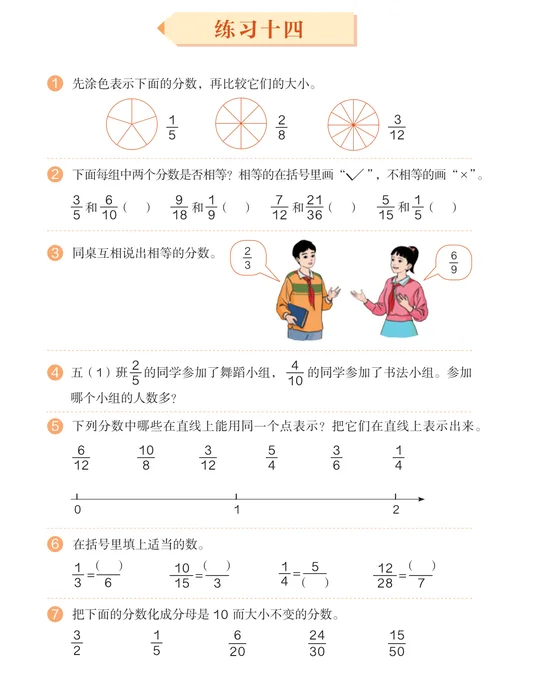 练习十四
1 先涂色表示下面的分数，再比较它们的大小。
1/5 2/8 3/12
2 下面每组中两个分数是否相等？相等的在括号里画“✓”，不相等的画“×”。
3/5 和 6/10（ ） 9/18 和 1/9（ ） 7/12 和 21/36（ ） 5/15 和 1/5（ ）
3 同桌互相说出相等的分数。
2/3 6/9
4 五（1）班 2/5 的同学参加了舞蹈小组， 4/10 的同学参加了书法小组。参加
哪个小组的人数多？
5 下列分数中哪些在直线上能用同一个点表示？把它们在直线上表示出来。
6/12 10/8 3/12 5/4 3/6 1/4
0 1 2
6 在括号里填上适当的数。
1/3=( )/6 10/15=( )/3 1/4=5/( ) 12/28=( )/7
7 把下面的分数化成分母是 10 而大小不变的分数。
3/2 1/5 6/20 24/30 15/50